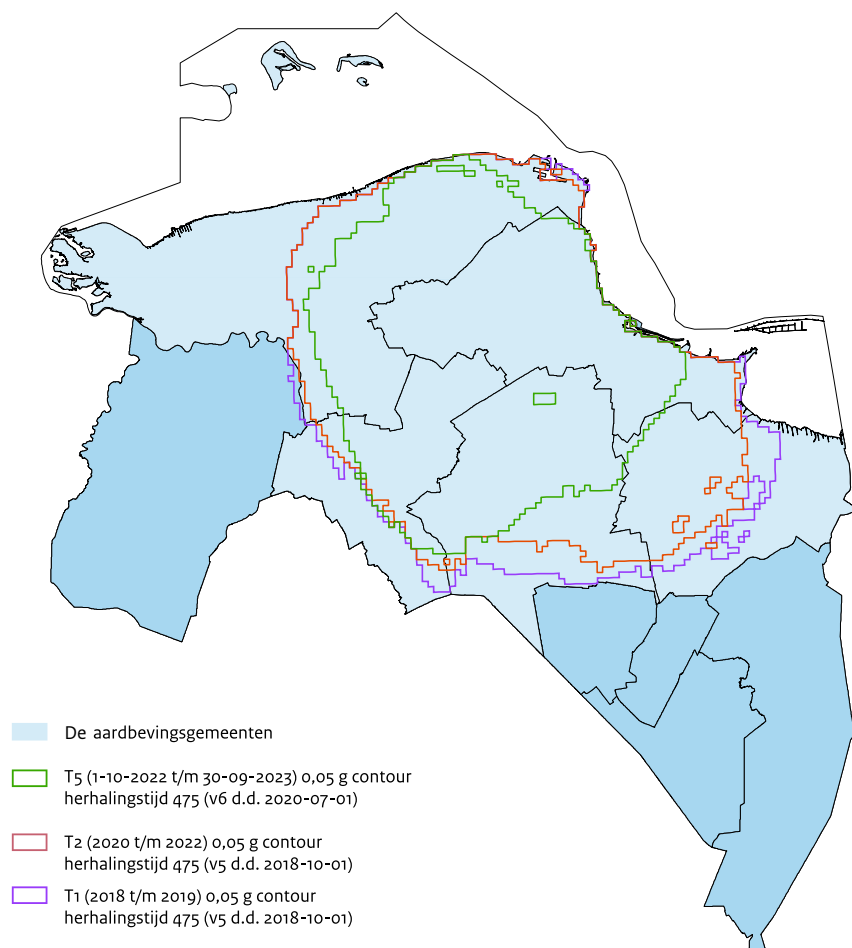 De aardbevingsgemeenten
T5 (1-10-2022 t/m 30-09-2023) 0,05 g contour
herhalingstijd 475 (v6 d.d. 2020-07-01)
T2 (2020 t/m 2022) 0,05 g contour
herhalingstijd 475 (v5 d.d. 2018-10-01)
T1 (2018 t/m 2019) 0,05 g contour
herhalingstijd 475 (v5 d.d. 2018-10-01)